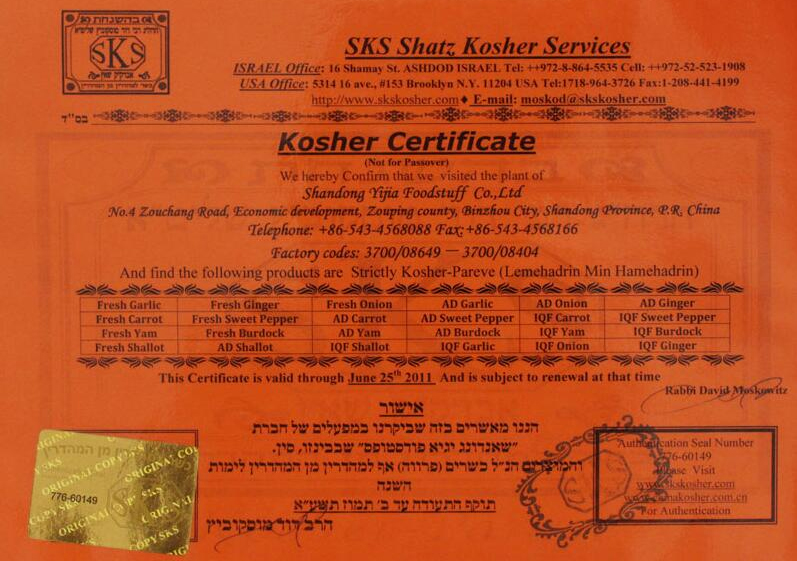 בהשגחת
SKS
SKS Shatz Kosher Services
ISRAEL Office: 16 Shamay St. ASHDOD ISRAEL Tel: ++972-8-864-5535 Cell: ++972-52-523-1908
USA Office: 5314 16 ave., #153 Brooklyn N.Y. 11204 USA Tel:1718-964-3726 Fax:1-208-441-4199
http://www.skskosher.com♦ E-mail: moskod@skskosher.com
בס"ד
Kosher Certificate
(Not for Passover)
We hereby Confirm that we visited the plant of
Shandong Yijia Foodstuff Co.,Ltd
No.4 Zouchang Road, Economic development, Zouping county, Binzhou City, Shandong Province, P.R. China
Telephone: +86-543-4568088 Fax:+86-543-4568166
Factory codes: 3700/08649 — 3700/08404
And find the following products are Strictly Kosher-Pareve (Lemehadrin Min Hamehadrin)
Fresh Garlic Fresh Ginger Fresh Onion AD Garlic AD Onion AD Ginger
Fresh Carrot Fresh Sweet Pepper AD Carrot AD Sweet Pepper IQF Carrot IQF Sweet Pepper
Fresh Yam Fresh Burdock AD Yam AD Burdock IQF Yam IQF Burdock
Fresh Shallot AD Shallot IQF Shallot IQF Garlic IQF Onion IQF Ginger
This Certificate is valid through June 25th 2011 And is subject to renewal at that time
Rabbi David Moskowitz
אישור
הננו מאשרים בזה שביקרנו במפעלים של חברת
"שאנדונג יגיא פודסטופס" שבבינזו, סין.
והמוצרים הנ"ל כשרים (פרווה) אף למהדרין מן המהדרין לימות
השנה
תוקף התעודה עד ב' תמוז תשע"א
הרב דוד מוסקוביץ
מן המהדרין
ORIGINAL COPY SKS
776-60149
Authentication Seal Number
776-60149
Please Visit
www.skskosher.com
For Authentication